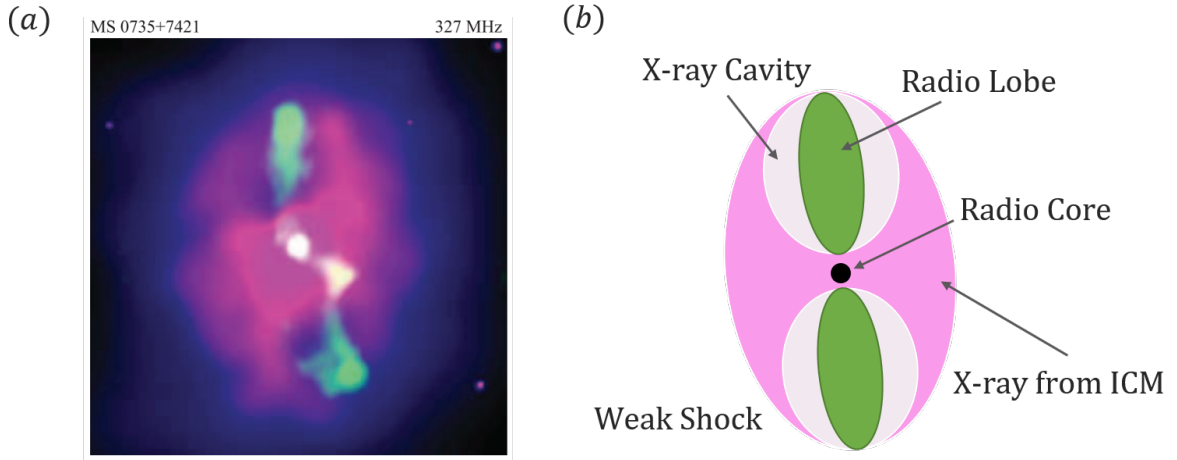 (a)
MS 0735+7421
327 MHz
(b)
X-ray Cavity
Radio Lobe
Radio Core
X-ray from ICM
Weak Shock